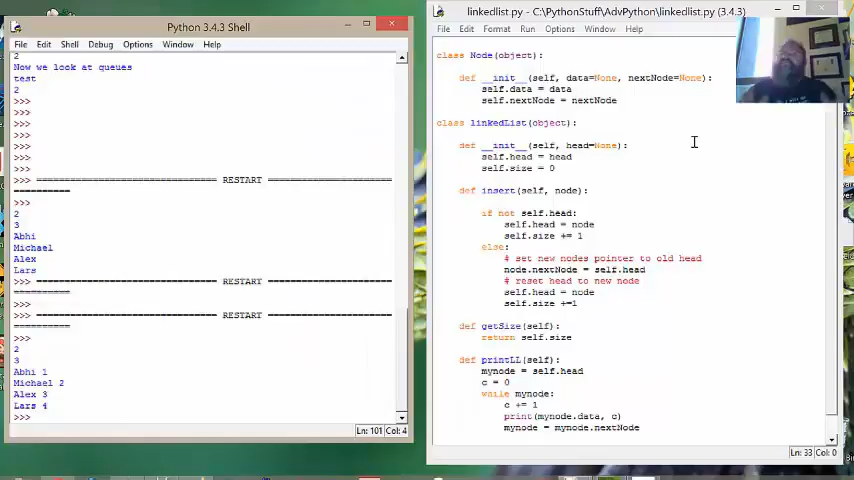 Python 3.4.3 Shell
File Edit Shell Debug Options Window Help
2
Now we look at queues
test
2
>>>
>>>
>>>
>>>
>>>
>>>
>>>
>>> ================================ RESTART ================================
>>>
2
3
Abhi
Michael
Alex
Lars
>>> ================================ RESTART ================================
>>>
>>> ================================ RESTART ================================
>>>
2
3
Abhi 1
Michael 2
Alex 3
Lars 4
>>>
Ln: 101 Col: 4
linkedlist.py - C:\PythonStuff\AdvPython\linkedlist.py (3.4.3)
File Edit Format Run Options Window Help
class Node(object):
def __init__(self, data=None, nextNode=None):
self.data = data
self.nextNode = nextNode
class linkedList(object):
def __init__(self, head=None):
self.head = head
self.size = 0
def insert(self, node):
if not self.head:
self.head = node
self.size += 1
else:
# set new nodes pointer to old head
node.nextNode = self.head
# reset head to new node
self.head = node
self.size +=1
def getSize(self):
return self.size
def printLL(self):
mynode = self.head
c = 0
while mynode:
c += 1
print(mynode.data, c)
mynode = mynode.nextNode
Ln: 33 Col: 0